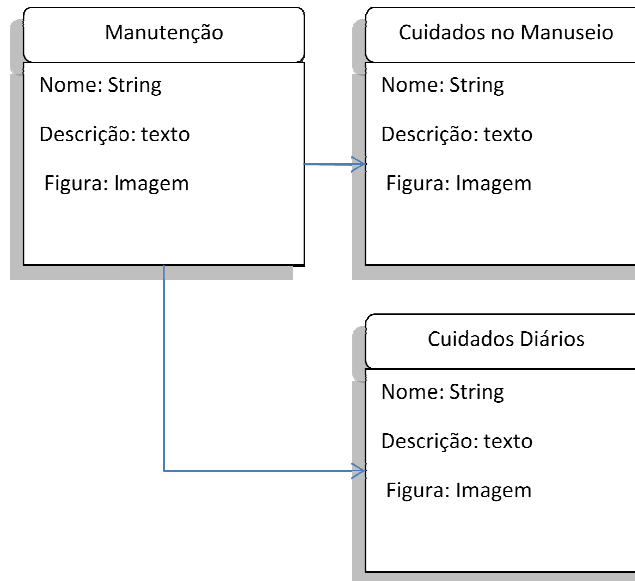 Manutenção
Nome: String
Descrição: texto
Figura: Imagem
Cuidados no Manuseio
Nome: String
Descrição: texto
Figura: Imagem
Cuidados Diários
Nome: String
Descrição: texto
Figura: Imagem